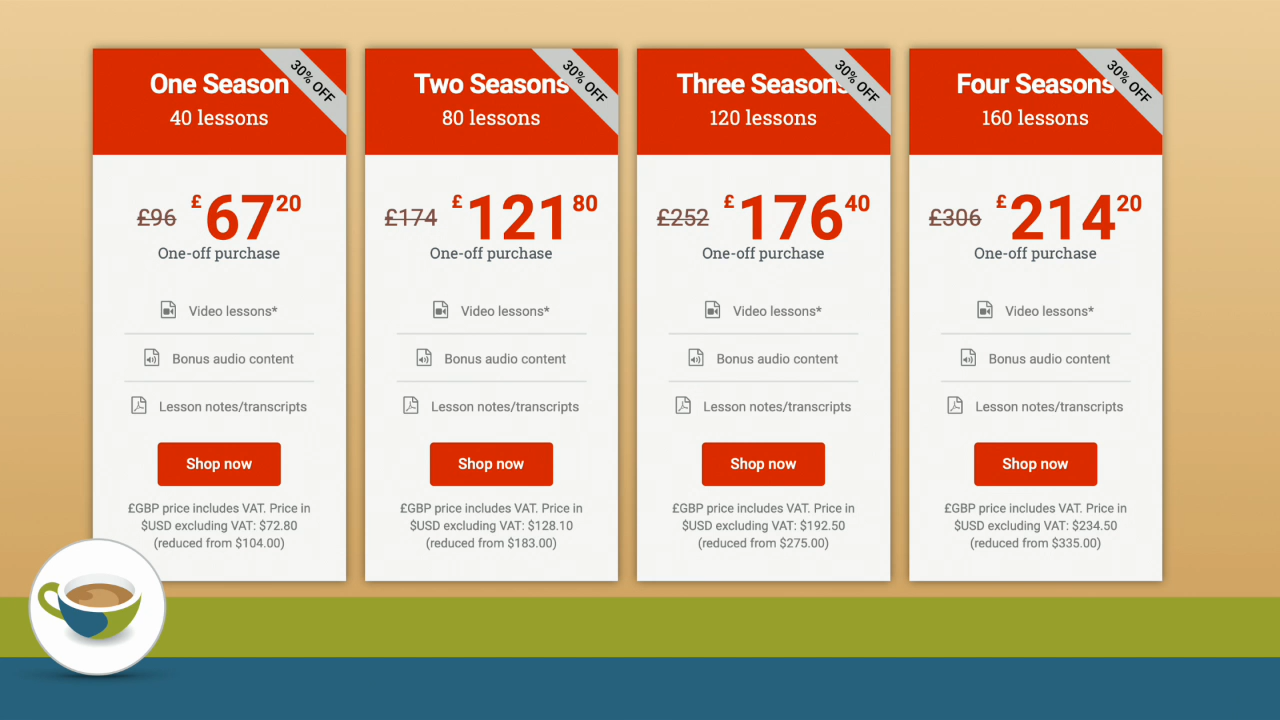 One Season
30% OFF
40 lessons
£96 £67 20
One-off purchase
Video lessons*
Bonus audio content
Lesson notes/transcripts
Shop now
£GBP price includes VAT. Price in
$USD excluding VAT: $72.80
(reduced from $104.00)
Two Seasons
30% OFF
80 lessons
£174 £121 80
One-off purchase
Video lessons*
Bonus audio content
Lesson notes/transcripts
Shop now
£GBP price includes VAT. Price in
$USD excluding VAT: $128.10
(reduced from $183.00)
Three Seasons
30% OFF
120 lessons
£252 £176 40
One-off purchase
Video lessons*
Bonus audio content
Lesson notes/transcripts
Shop now
£GBP price includes VAT. Price in
$USD excluding VAT: $192.50
(reduced from $275.00)
Four Seasons
30% OFF
160 lessons
£306 £214 20
One-off purchase
Video lessons*
Bonus audio content
Lesson notes/transcripts
Shop now
£GBP price includes VAT. Price in
$USD excluding VAT: $234.50
(reduced from $335.00)